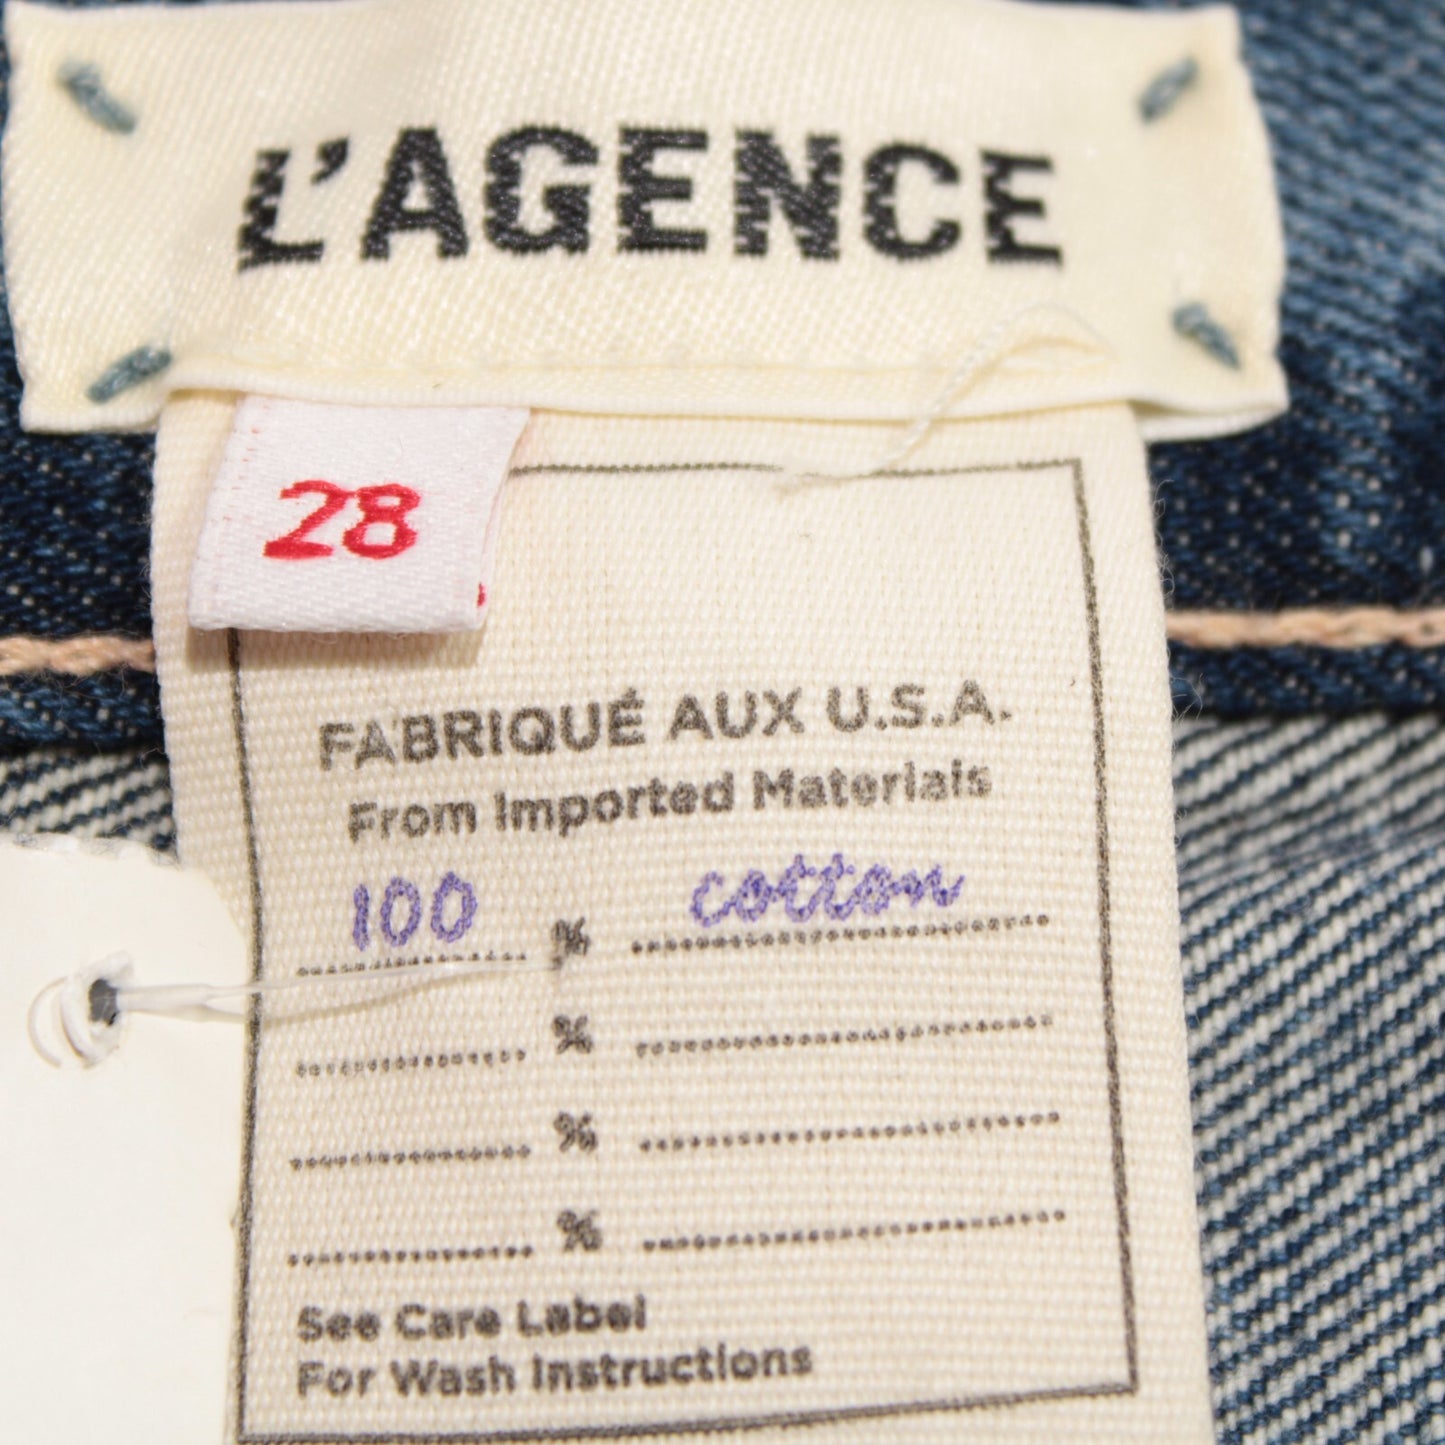 L'AGENCE
28
FABRIQUÉ AUX U.S.A.
From Imported Materials
100 % cotton
%
%
%
See Care Label
For Wash Instructions